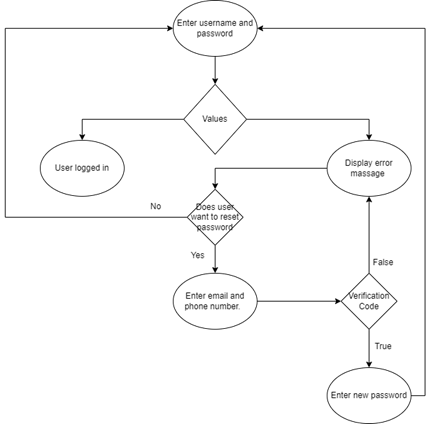 Enter username and
password
Values
User logged in
Display error
massage
No
Does user
want to reset
password
Yes
Enter email and
phone number.
False
Verification
Code
True
Enter new password